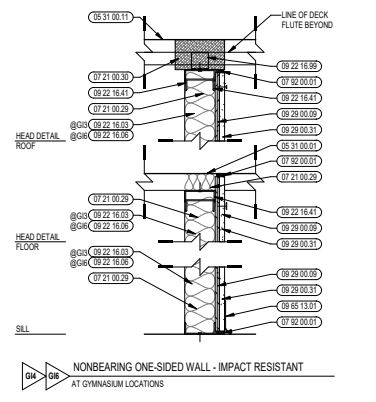 05 31 00.11
LINE OF DECK
FLUTE BEYOND
09 22 16.99
07 21 00.30
07 92 00.01
09 22 16.41
09 22 16.41
07 21 00.29
09 29 00.09
@GI3 09 22 16.03
09 29 00.31
@GI6 09 22 16.06
HEAD DETAIL
ROOF
05 31 00.01
07 92 00.01
07 21 00.29
07 21 00.29
09 22 16.41
@GI3 09 22 16.03
@GI6 09 22 16.06
09 29 00.09
HEAD DETAIL
FLOOR
09 29 00.31
@GI3 09 22 16.03
@GI6 09 22 16.06
07 21 00.29
09 29 00.09
09 29 00.31
09 65 13.01
07 92 00.01
SILL
GI4 GI6 NONBEARING ONE-SIDED WALL - IMPACT RESISTANT
AT GYMNASIUM LOCATIONS